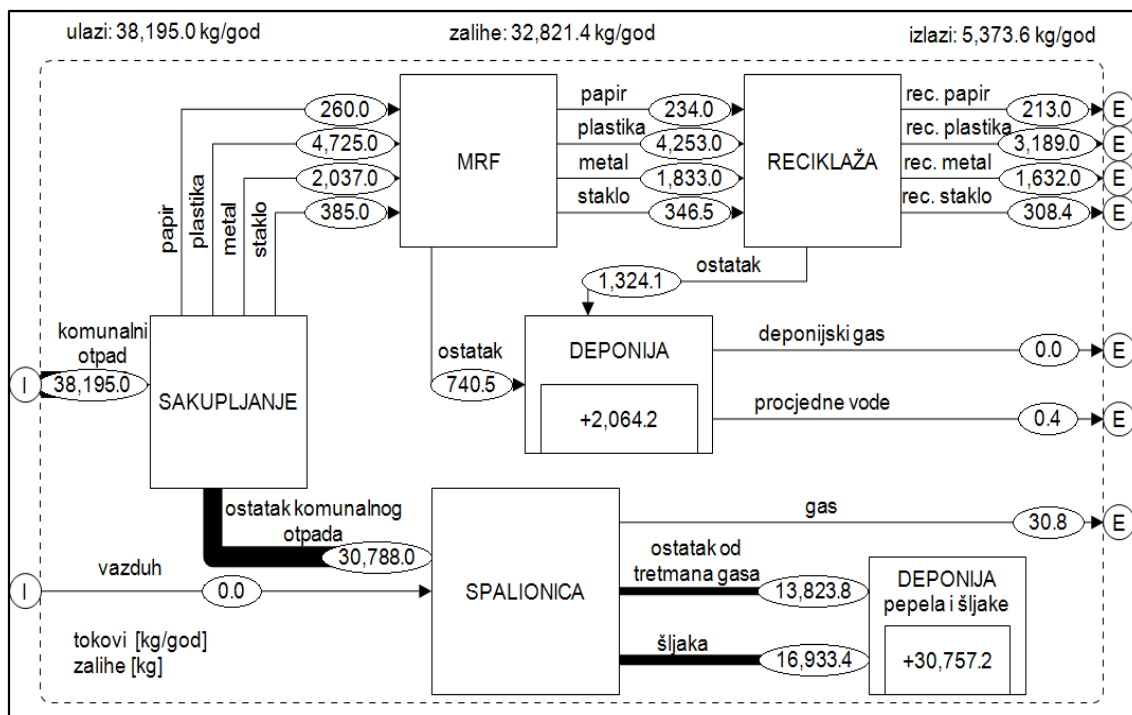 ulazi: 38,195.0 kg/god
zalihe: 32,821.4 kg/god
izlazi: 5,373.6 kg/god
papir
plastika
metal
staklo
260.0
4,725.0
2,037.0
385.0
MRF
papir
234.0
plastika
4,253.0
metal
1,833.0
staklo
346.5
RECIKLAŽA
rec. papir
213.0
E
rec. plastika
3,189.0
E
rec. metal
1,632.0
E
rec. staklo
308.4
E
ostatak
1,324.1
komunalni
otpad
I
38,195.0
SAKUPLJANJE
ostatak
740.5
DEPONIJA
+2,064.2
deponijski gas
0.0
E
procjedne vode
0.4
E
ostatak komunalnog
otpada
30,788.0
vazduh
I
0.0
SPALIONICA
gas
30.8
E
ostatak od
tretmana gasa
13,823.8
šljaka
16,933.4
DEPONIJA
pepela i šljake
+30,757.2
tokovi [kg/god]
zalihe [kg]